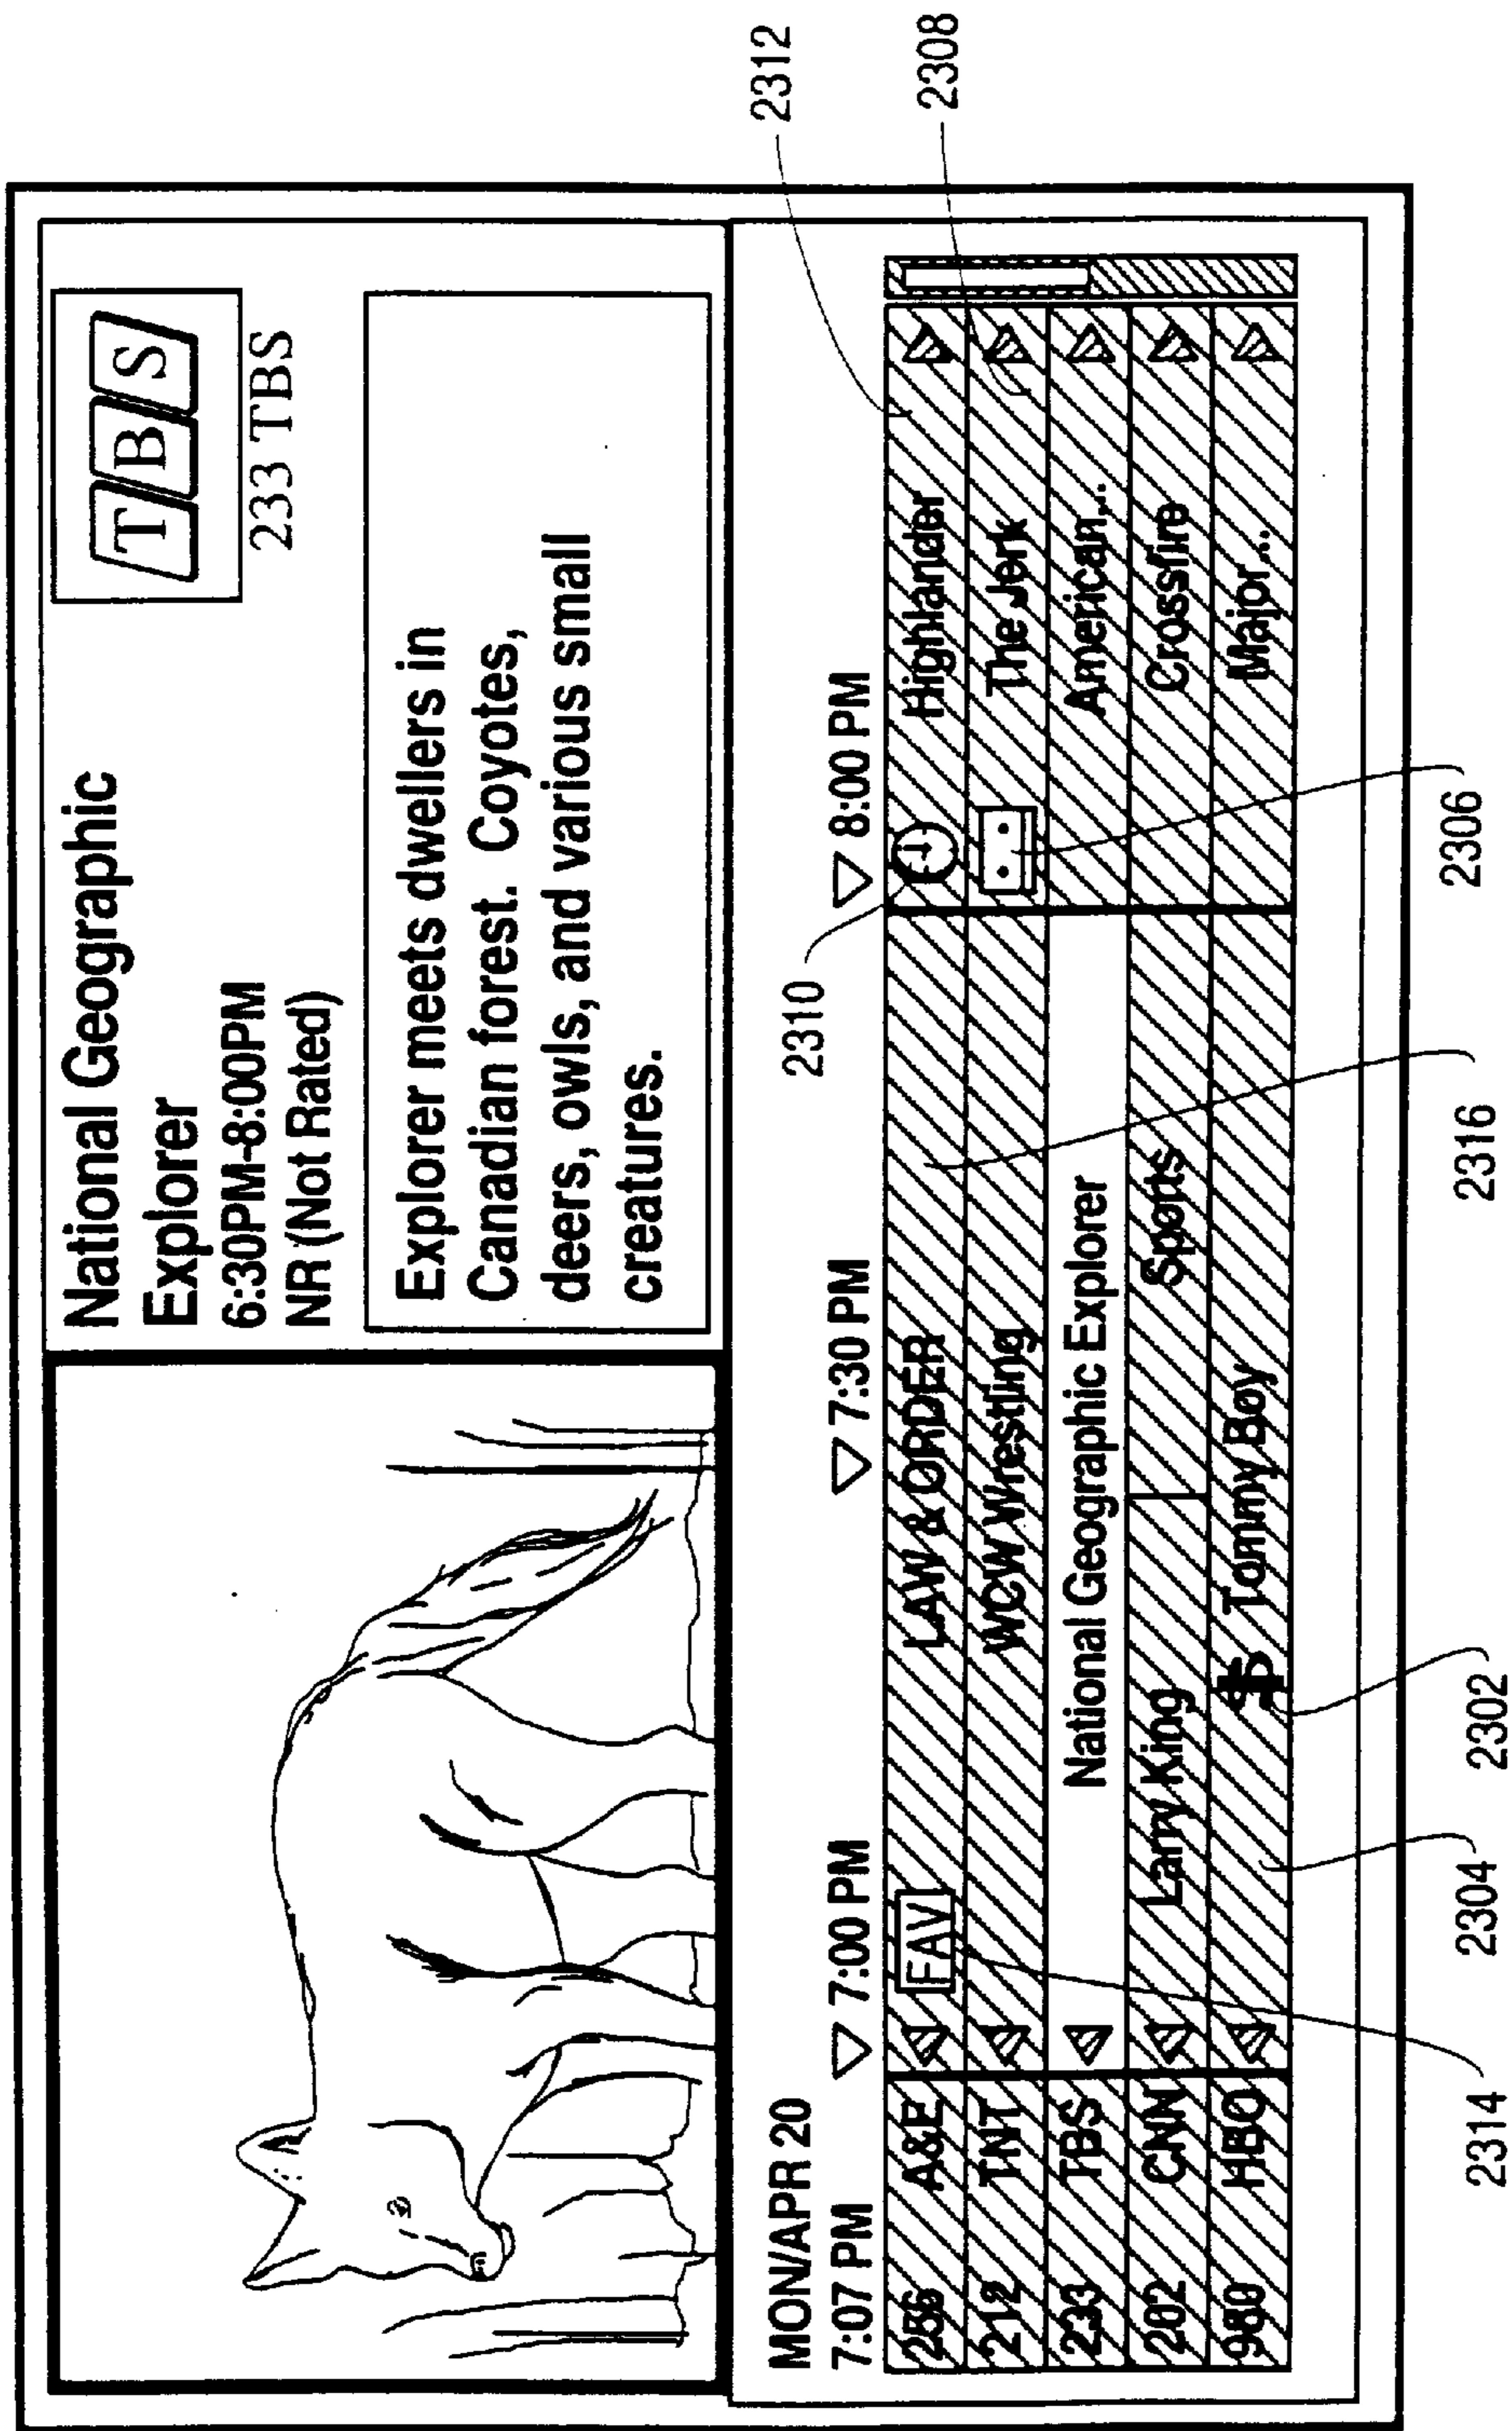 National Geographic
Explorer
6:30PM-8:00PM
NR (Not Rated)
T B S
233 TBS
Explorer meets dwellers in
Canadian forest. Coyotes,
deers, owls, and various small
creatures.
MON/APR 20
7:07 PM 7:00 PM 7:30 PM 8:00 PM
256 A&E FAV LAW & ORDER Highlander
212 TNT WCW Wrestling The Jerk
233 TBS National Geographic Explorer American...
202 CNN Larry King Sports Crossfire
980 HBO $ Tommy Boy Major...
2312
2308
2310
2306
2316
2302
2304
2314